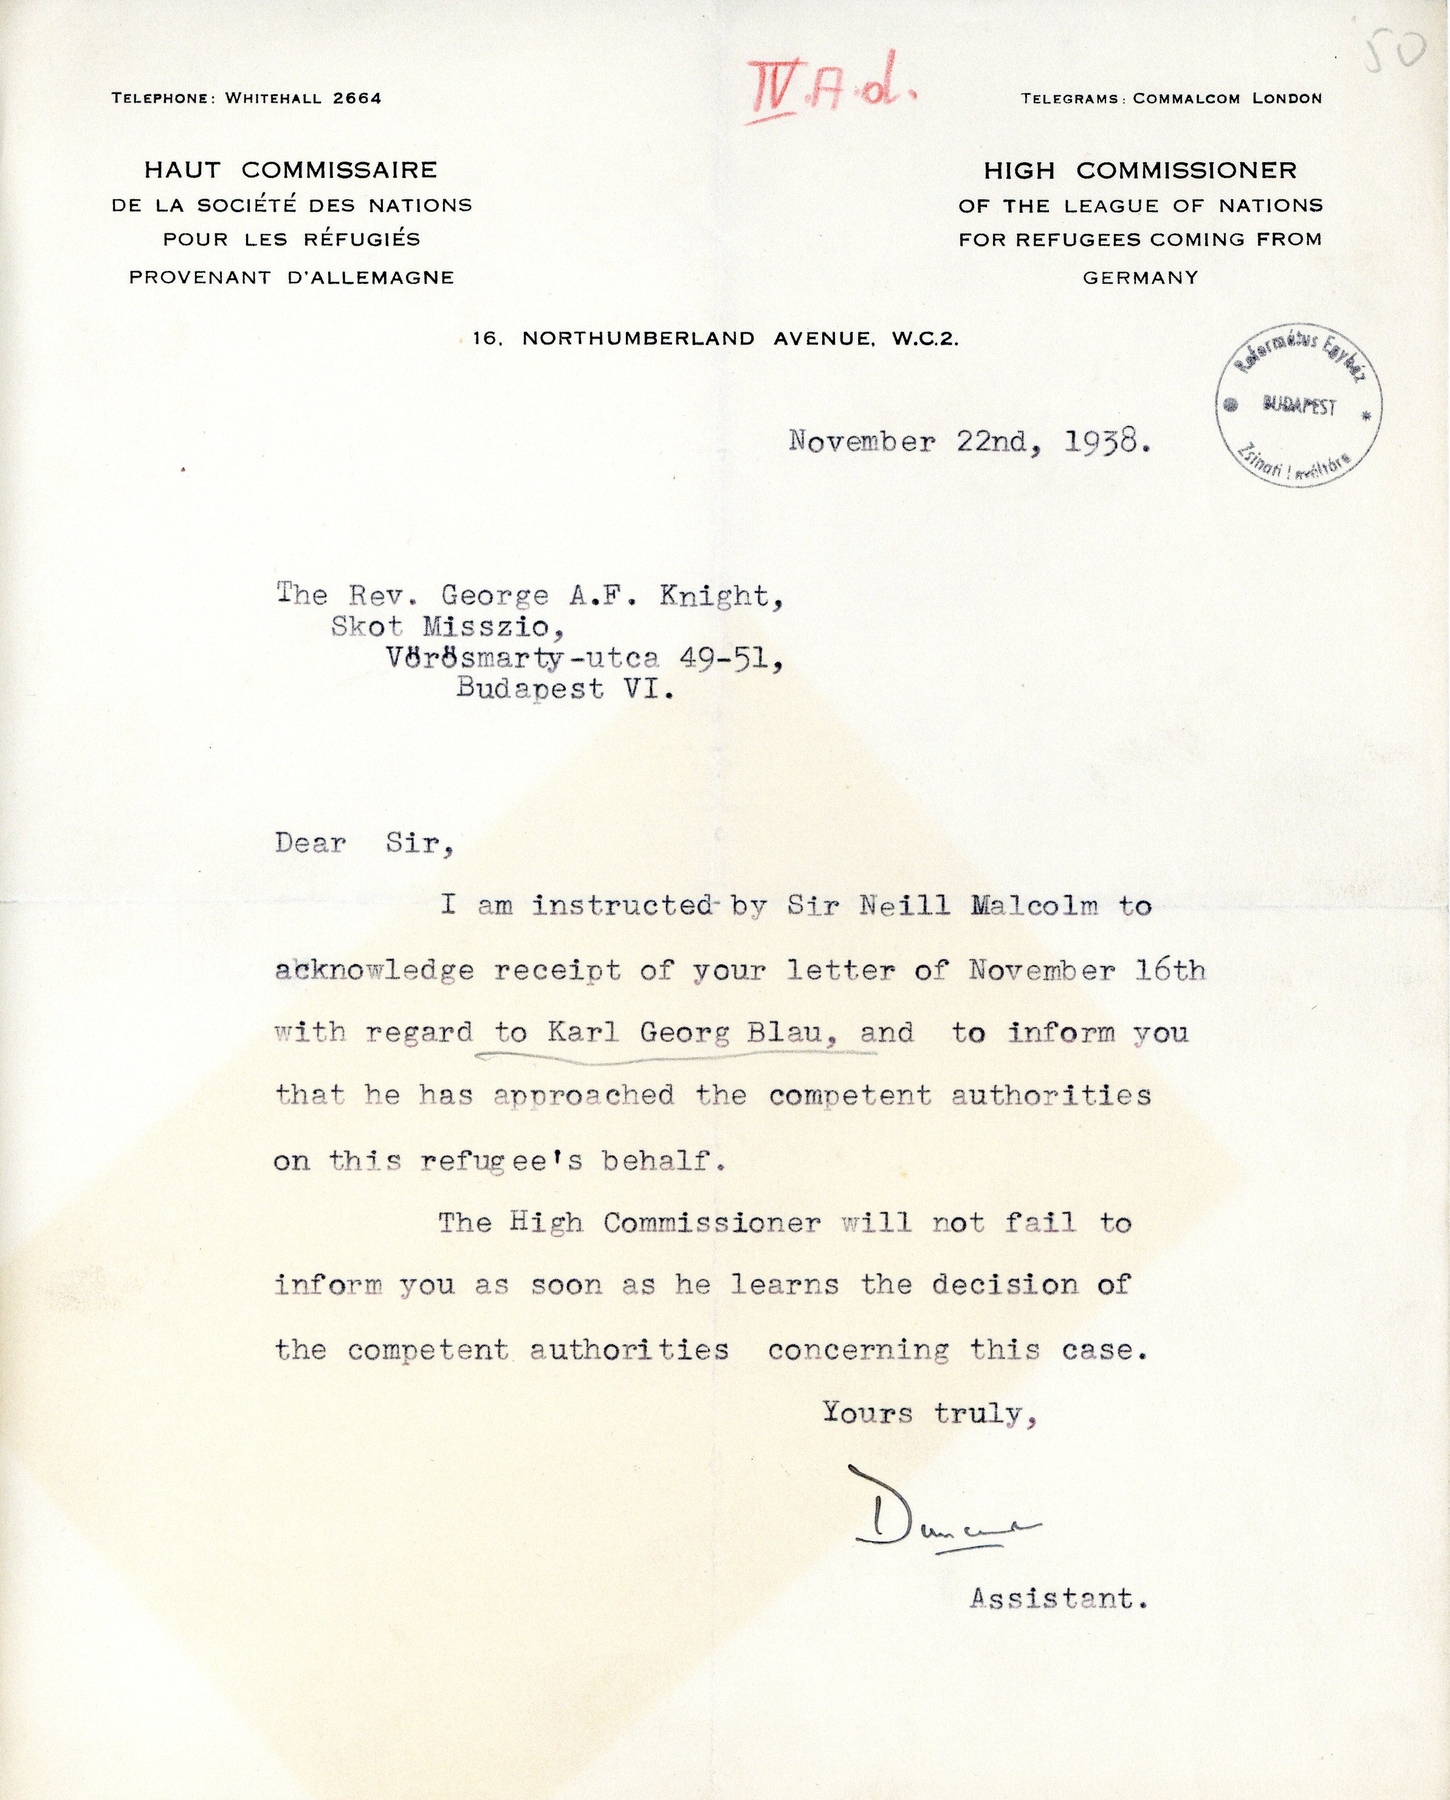 50
IV.A.d.
TELEPHONE: WHITEHALL 2664
TELEGRAMS: COMMALCOM LONDON
HAUT COMMISSAIRE
DE LA SOCIÉTÉ DES NATIONS
POUR LES RÉFUGIÉS
PROVENANT D'ALLEMAGNE
HIGH COMMISSIONER
OF THE LEAGUE OF NATIONS
FOR REFUGEES COMING FROM
GERMANY
16, NORTHUMBERLAND AVENUE, W.C.2.
Református Egyház
BUDAPEST
Zsinati Levéltára
November 22nd, 1938.
The Rev. George A.F. Knight,
Skot Misszio,
Vörösmarty-utca 49-51,
Budapest VI.
Dear Sir,
I am instructed by Sir Neill Malcolm to
acknowledge receipt of your letter of November 16th
with regard to Karl Georg Blau, and to inform you
that he has approached the competent authorities
on this refugee's behalf.
The High Commissioner will not fail to
inform you as soon as he learns the decision of
the competent authorities concerning this case.
Yours truly,
Assistant.